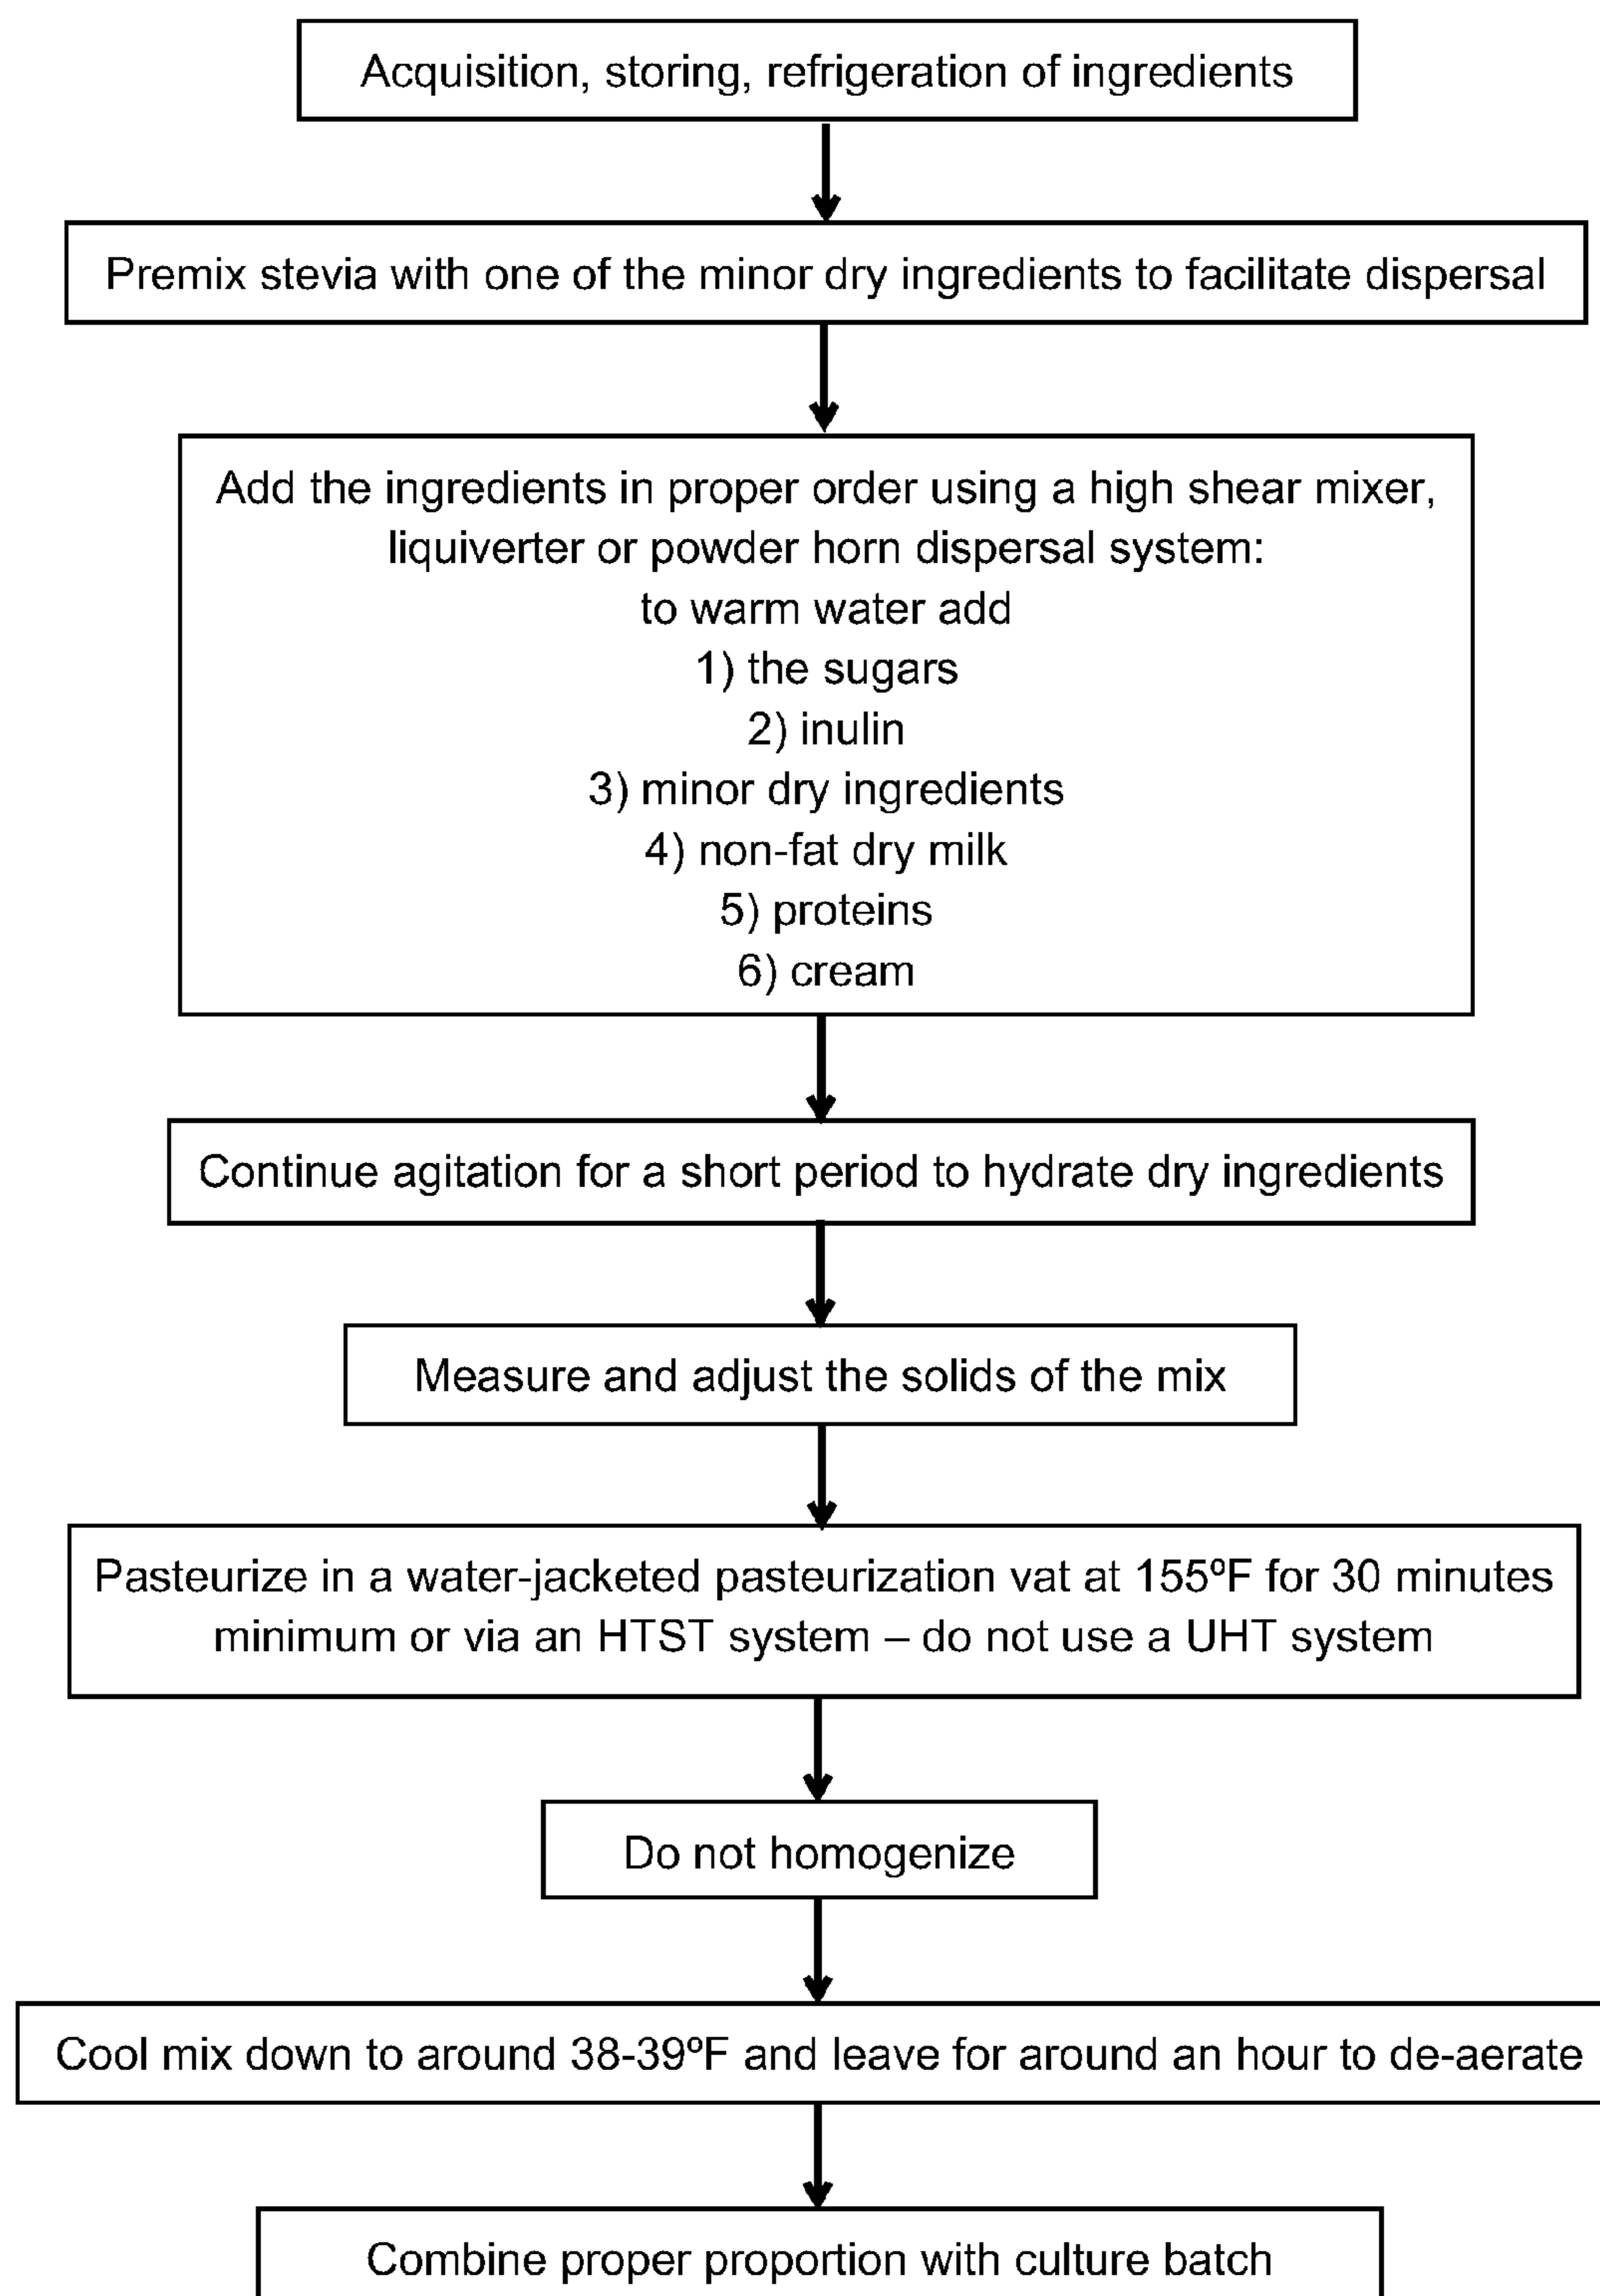 Acquisition, storing, refrigeration of ingredients
Premix stevia with one of the minor dry ingredients to facilitate dispersal
Add the ingredients in proper order using a high shear mixer,
liquiverter or powder horn dispersal system:
to warm water add
1) the sugars
2) inulin
3) minor dry ingredients
4) non-fat dry milk
5) proteins
6) cream
Continue agitation for a short period to hydrate dry ingredients
Measure and adjust the solids of the mix
Pasteurize in a water-jacketed pasteurization vat at 155ºF for 30 minutes
minimum or via an HTST system – do not use a UHT system
Do not homogenize
Cool mix down to around 38-39ºF and leave for around an hour to de-aerate
Combine proper proportion with culture batch